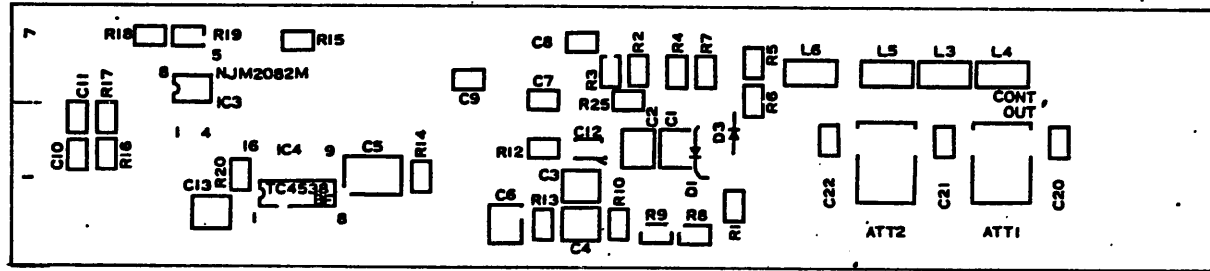 7
R18 R19 R15
5
8 NJM2082M
IC3
C11 R17
1 4
C10 R16
16 IC4 9
R20
C13
TC4538
1 8
C5 R14
C9
C8
C7
R3 R2 R4 R7
R25
R5
R6
L6 L5 L3 L4
CONT
OUT
R12 C12 C2 C1 D3
C3
D1
C6 R13 C4 R10 R9 R8 R1
C22 C21 C20
ATT2 ATT1